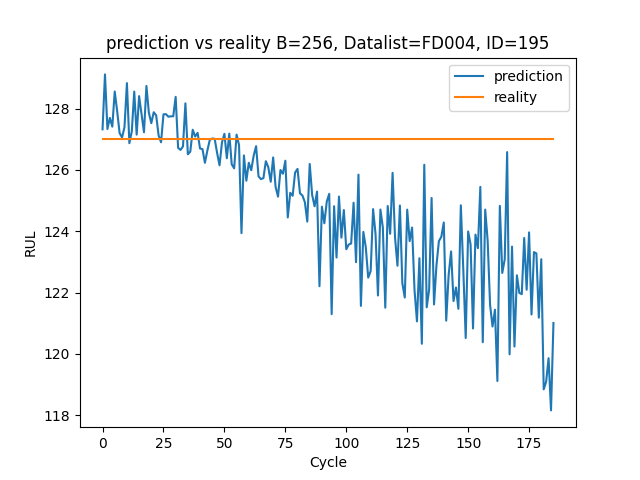 prediction vs reality B=256, Datalist=FD004, ID=195
prediction
reality
128
126
124
122
120
118
RUL
0 25 50 75 100 125 150 175
Cycle